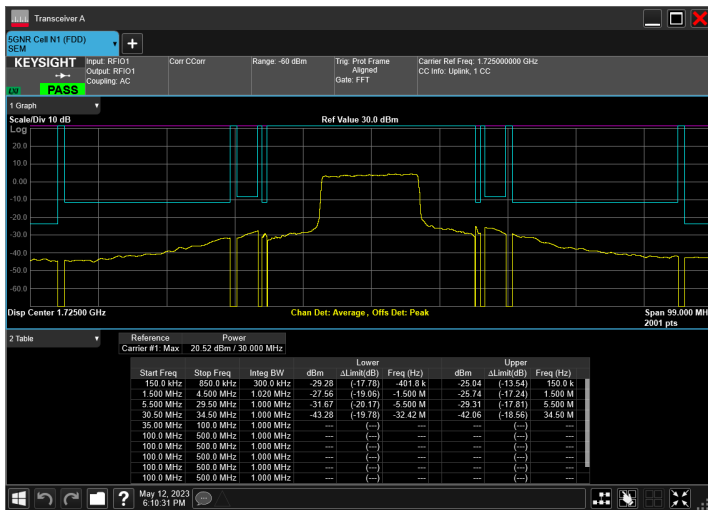 Transceiver A
5GNR Cell N1 (FDD)
SEM
KEYSIGHT
PASS
Input: RFIO1
Output: RFIO1
Coupling: AC
Corr CCorr
Range: -60 dBm
Trig: Prot Frame
Aligned
Gate: FFT
Carrier Ref Freq: 1.725000000 GHz
CC Info: Uplink, 1 CC
1 Graph
Scale/Div 10 dB
Ref Value 30.0 dBm
Log
20.0
10.0
0.00
-10.0
-20.0
-30.0
-40.0
-50.0
-60.0
Disp Center 1.72500 GHz
Chan Det: Average, Offs Det: Peak
Span 99.000 MH
2001 pts
2 Table
Reference Power
Carrier #1: Max 20.52 dBm / 30.000 MHz
Lower Upper
Start Freq Stop Freq Integ BW dBm ΔLimit(dB) Freq (Hz) dBm ΔLimit(dB) Freq (Hz)
150.0 kHz 850.0 kHz 300.0 kHz -29.28 (-17.78) -401.8 k -25.04 (-13.54) 150.0 k
1.500 MHz 4.500 MHz 1.020 MHz -27.56 (-19.06) -1.500 M -25.74 (-17.24) 1.500 M
5.500 MHz 29.50 MHz 1.000 MHz -31.67 (-20.17) -5.500 M -29.31 (-17.81) 5.500 M
30.50 MHz 34.50 MHz 1.000 MHz -43.28 (-19.78) -32.42 M -42.06 (-18.56) 34.50 M
35.00 MHz 100.0 MHz 1.000 MHz --- (---) --- --- (---) ---
100.0 MHz 500.0 MHz 1.000 MHz --- (---) --- --- (---) ---
100.0 MHz 500.0 MHz 1.000 MHz --- (---) --- --- (---) ---
100.0 MHz 500.0 MHz 1.000 MHz --- (---) --- --- (---) ---
100.0 MHz 500.0 MHz 1.000 MHz --- (---) --- --- (---) ---
100.0 MHz 500.0 MHz 1.000 MHz --- (---) --- --- (---) ---
May 12, 2023
6:10:31 PM